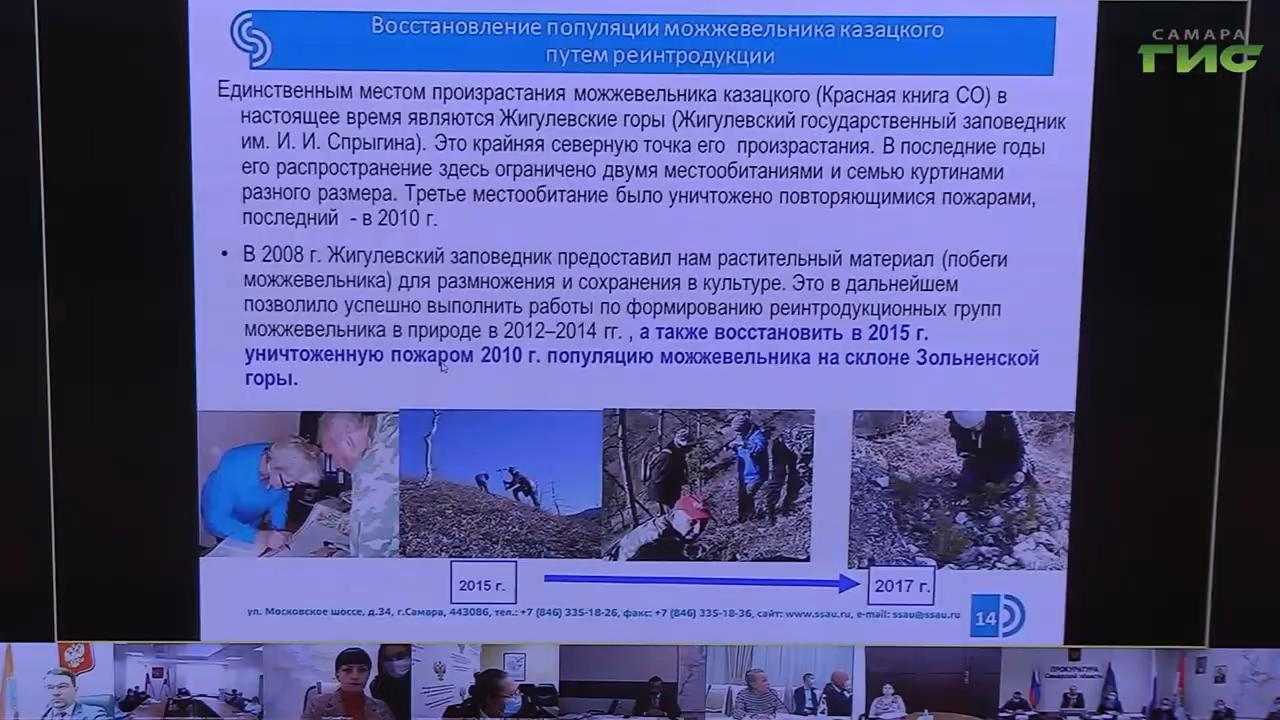 Восстановление популяции можжевельника казацкого
путем реинтродукции
САМАРА
ГИС
Единственным местом произрастания можжевельника казацкого (Красная книга СО) в
настоящее время являются Жигулевские горы (Жигулевский государственный заповедник
им. И. И. Спрыгина). Это крайняя северную точка его произрастания. В последние годы
его распространение здесь ограничено двумя местообитаниями и семью куртинами
разного размера. Третье местообитание было уничтожено повторяющимися пожарами,
последний - в 2010 г.
• В 2008 г. Жигулевский заповедник предоставил нам растительный материал (побеги
можжевельника) для размножения и сохранения в культуре. Это в дальнейшем
позволило успешно выполнить работы по формированию реинтродукционных групп
можжевельника в природе в 2012–2014 гг. , а также восстановить в 2015 г.
уничтоженную пожаром 2010 г. популяцию можжевельника на склоне Зольненской
горы.
2015 г.
2017 г.
ул. Московское шоссе, д.34, г.Самара, 443086, тел.: +7 (846) 335-18-26, факс: +7 (846) 335-18-36, сайт: www.ssau.ru, e-mail: ssau@ssau.ru
14
ПРОКУРАТУРА
Самарской области